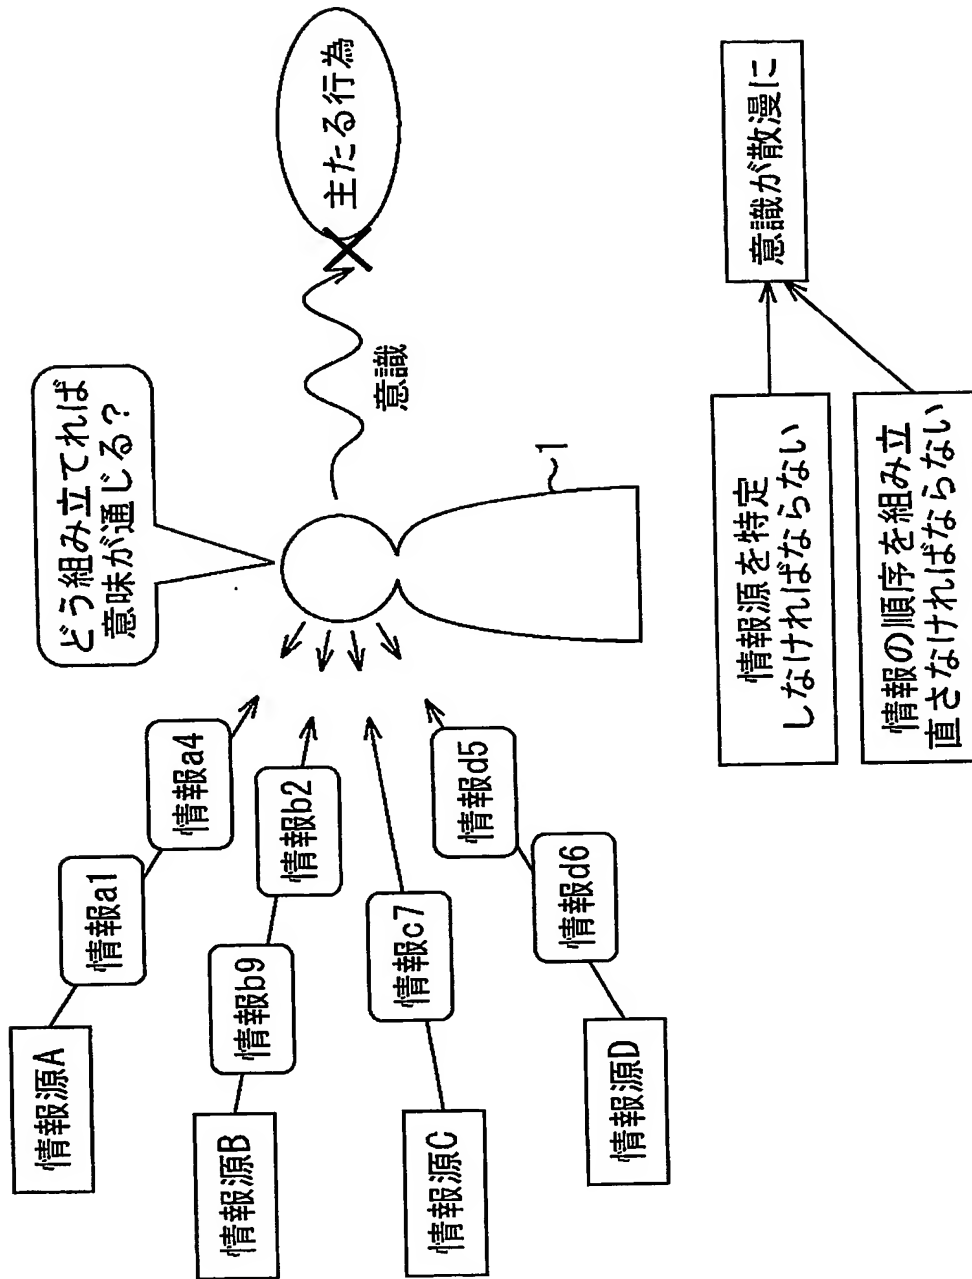 情報源A
情報a1
情報a4
情報源B
情報b9
情報b2
情報源C
情報c7
情報源D
情報d6
情報d5
どう組み立てれば
意味が通じる?
1
意識
主たる行為
情報源を特定
しなければならない
情報の順序を組み立
直さなければならない
意識が散漫に